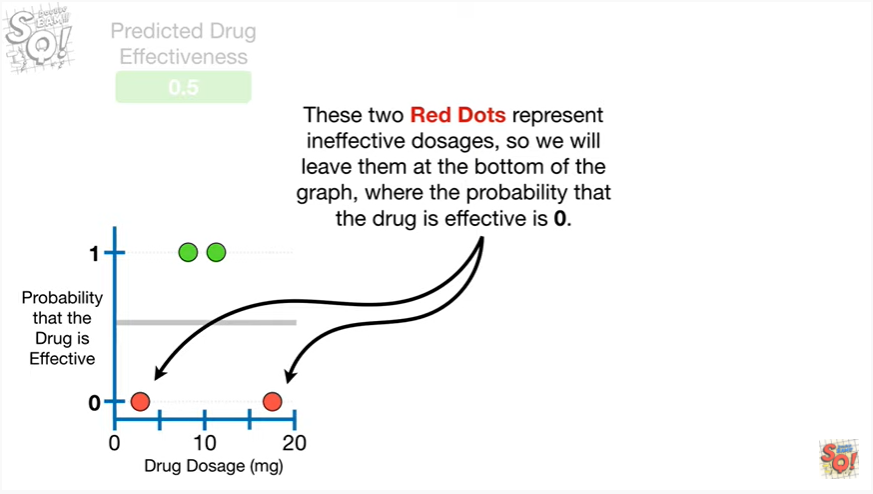 Predicted Drug
Effectiveness
0.5
These two Red Dots represent
ineffective dosages, so we will
leave them at the bottom of the
graph, where the probability that
the drug is effective is 0.
1
Probability
that the
Drug is
Effective
0
0
10
20
Drug Dosage (mg)
SQ!